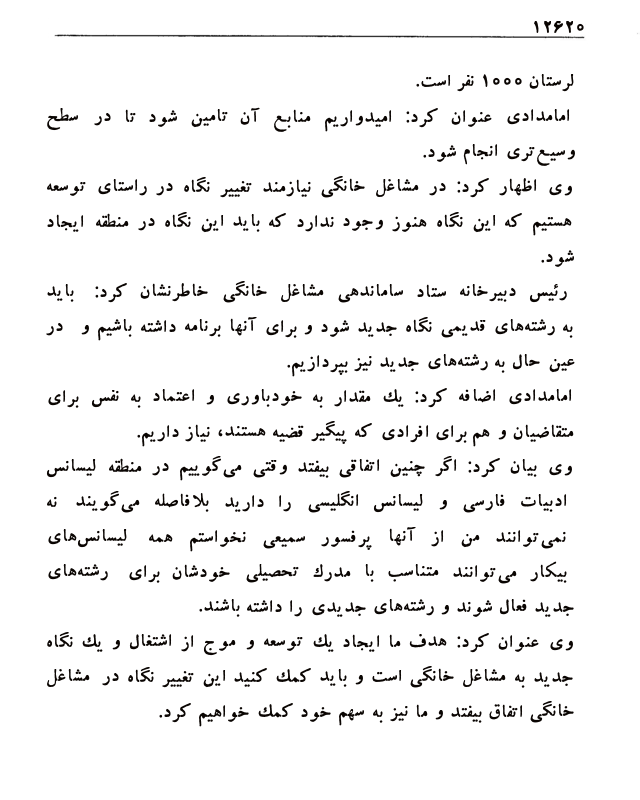 ۱۲۶۲۰
لرستان ۱۰۰۰ نفر است.
امامدادی عنوان کرد: امیدواریم منابع آن تامین شود تا در سطح
وسیع‌تری انجام شود.
وی اظهار کرد: در مشاغل خانگی نیازمند تغییر نگاه در راستای توسعه
هستیم که این نگاه هنوز وجود ندارد که باید این نگاه در منطقه ایجاد
شود.
رئیس دبیرخانه ستاد ساماندهی مشاغل خانگی خاطرنشان کرد: باید
به رشته‌های قدیمی نگاه جدید شود و برای آنها برنامه داشته باشیم و در
عین حال به رشته‌های جدید نیز بپردازیم.
امامدادی اضافه کرد: یك مقدار به خودباوری و اعتماد به نفس برای
متقاضیان و هم برای افرادی که پیگیر قضیه هستند، نیاز داریم.
وی بیان کرد: اگر چنین اتفاقی بیفتد وقتی می‌گوییم در منطقه لیسانس
ادبیات فارسی و لیسانس انگلیسی را دارید بلافاصله می‌گویند نه
نمی‌توانند من از آنها پرفسور سمیعی نخواستم همه لیسانس‌های
بیکار می‌توانند متناسب با مدرك تحصیلی خودشان برای رشته‌های
جدید فعال شوند و رشته‌های جدیدی را داشته باشند.
وی عنوان کرد: هدف ما ایجاد یك توسعه و موج از اشتغال و یك نگاه
جدید به مشاغل خانگی است و باید کمك کنید این تغییر نگاه در مشاغل
خانگی اتفاق بیفتد و ما نیز به سهم خود کمك خواهیم کرد.